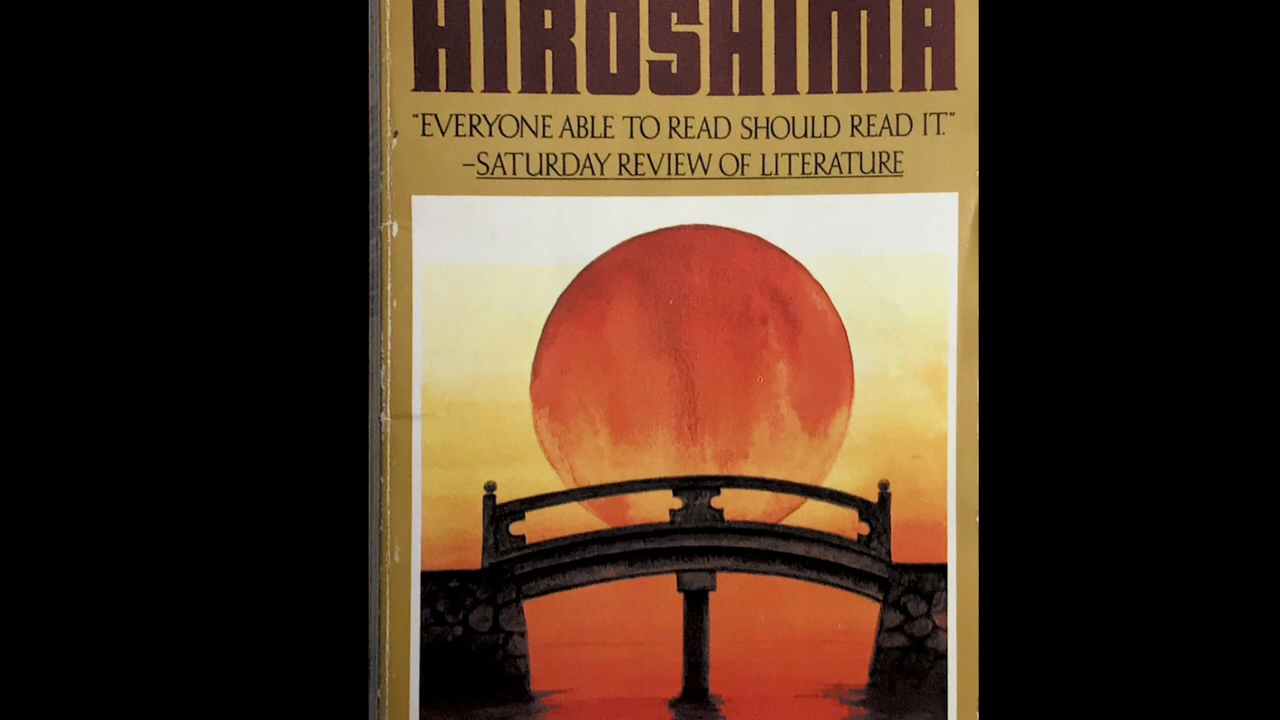 HIROSHIMA
"EVERYONE ABLE TO READ SHOULD READ IT."
–SATURDAY REVIEW OF LITERATURE